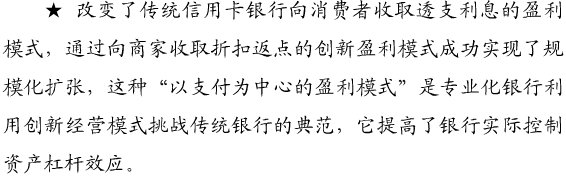 ★ 改变了传统信用卡银行向消费者收取透支利息的盈利
模式，通过向商家收取折扣返点的创新盈利模式成功实现了规
模化扩张，这种“以支付为中心的盈利模式”是专业化银行利
用创新经营模式挑战传统银行的典范，它提高了银行实际控制
资产杠杆效应。